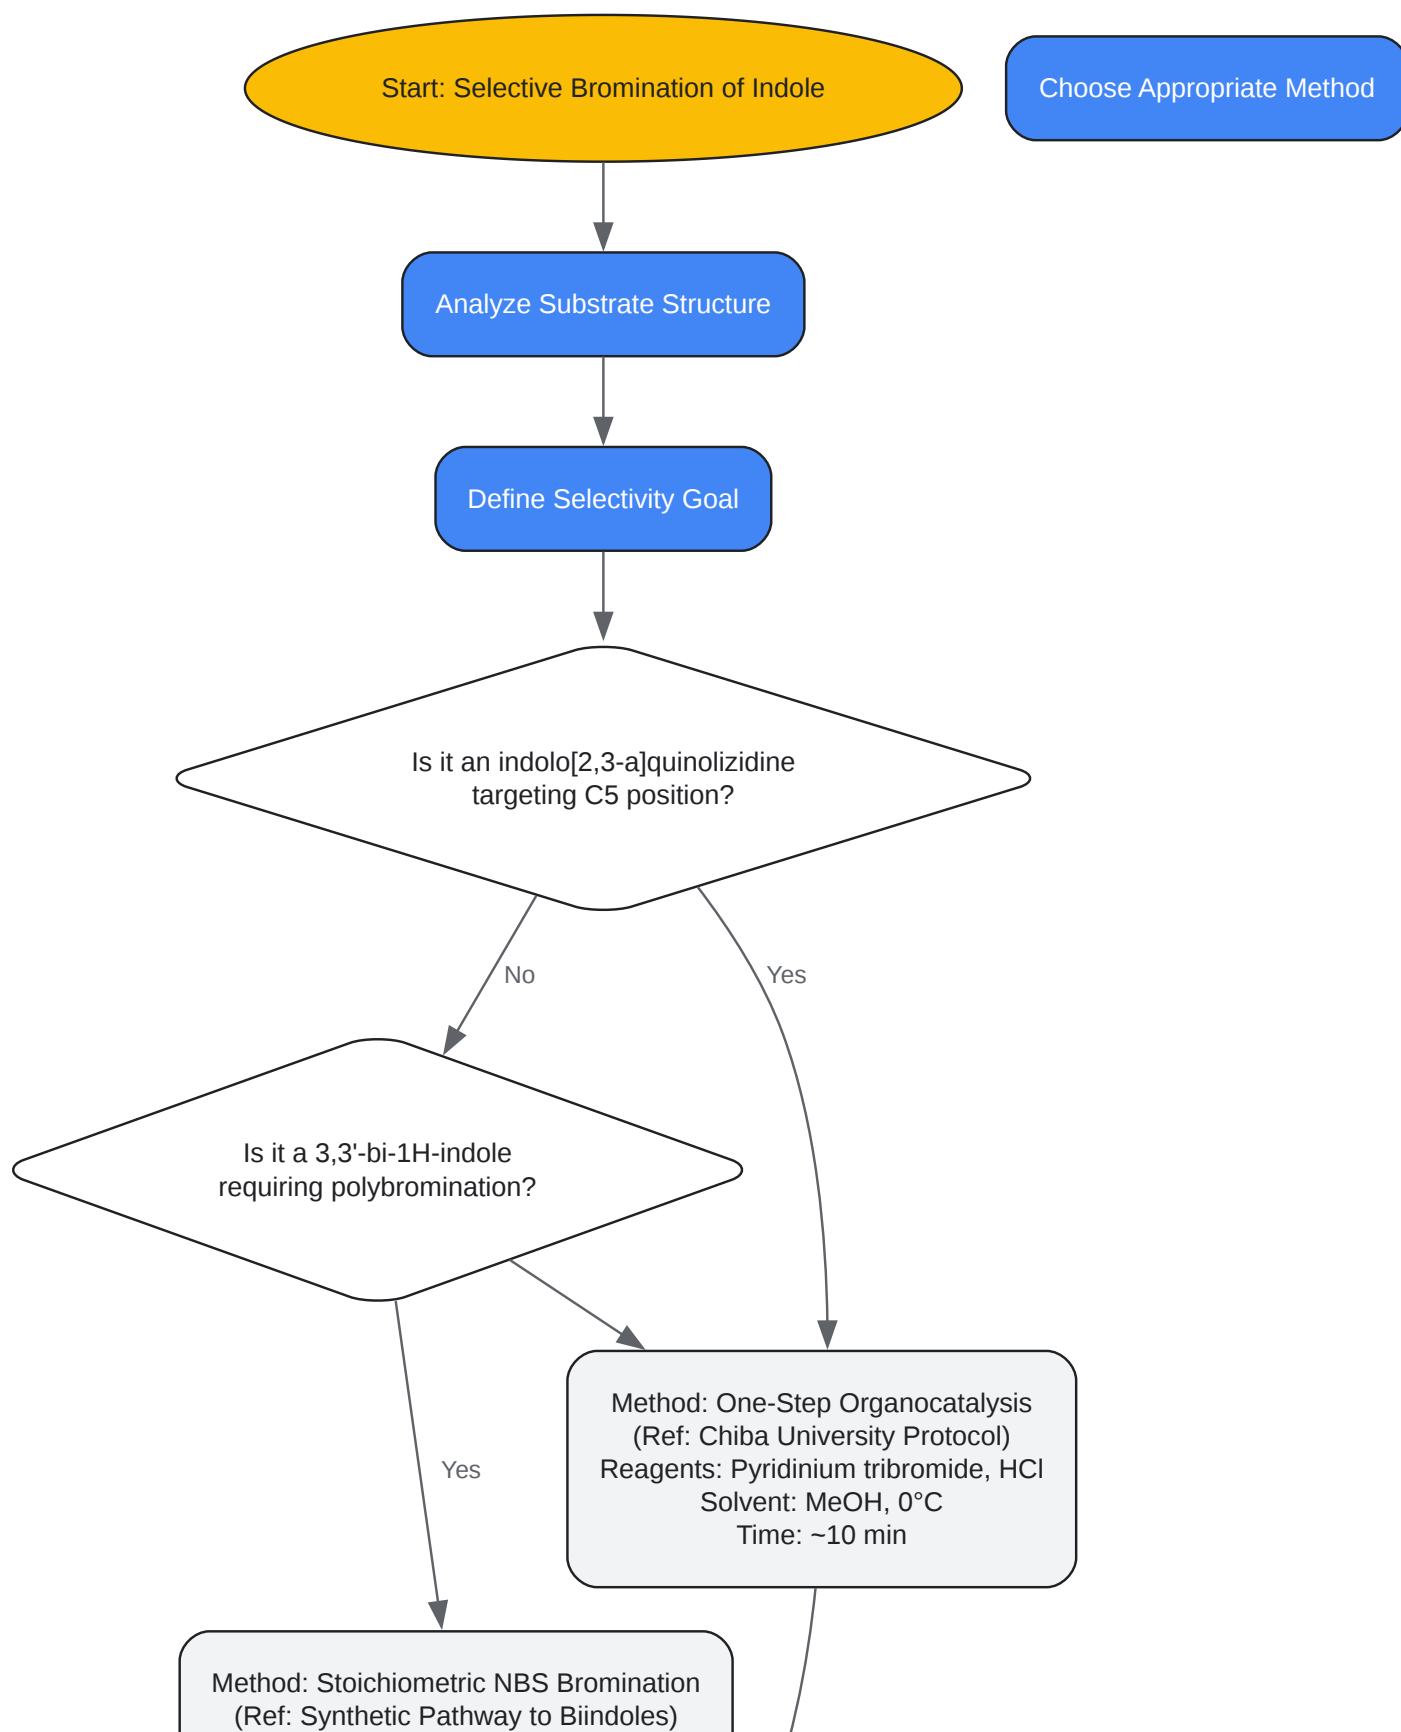 Start: Selective Bromination of Indole
Choose Appropriate Method
Analyze Substrate Structure
Define Selectivity Goal
Is it an indolo[2,3-a]quinolizidine
targeting C5 position?
No
Yes
Is it a 3,3'-bi-1H-indole
requiring polybromination?
Method: One-Step Organocatalysis
(Ref: Chiba University Protocol)
Reagents: Pyridinium tribromide, HCl
Solvent: MeOH, 0°C
Time: ~10 min
Yes
Method: Stoichiometric NBS Bromination
(Ref: Synthetic Pathway to Biindoles)